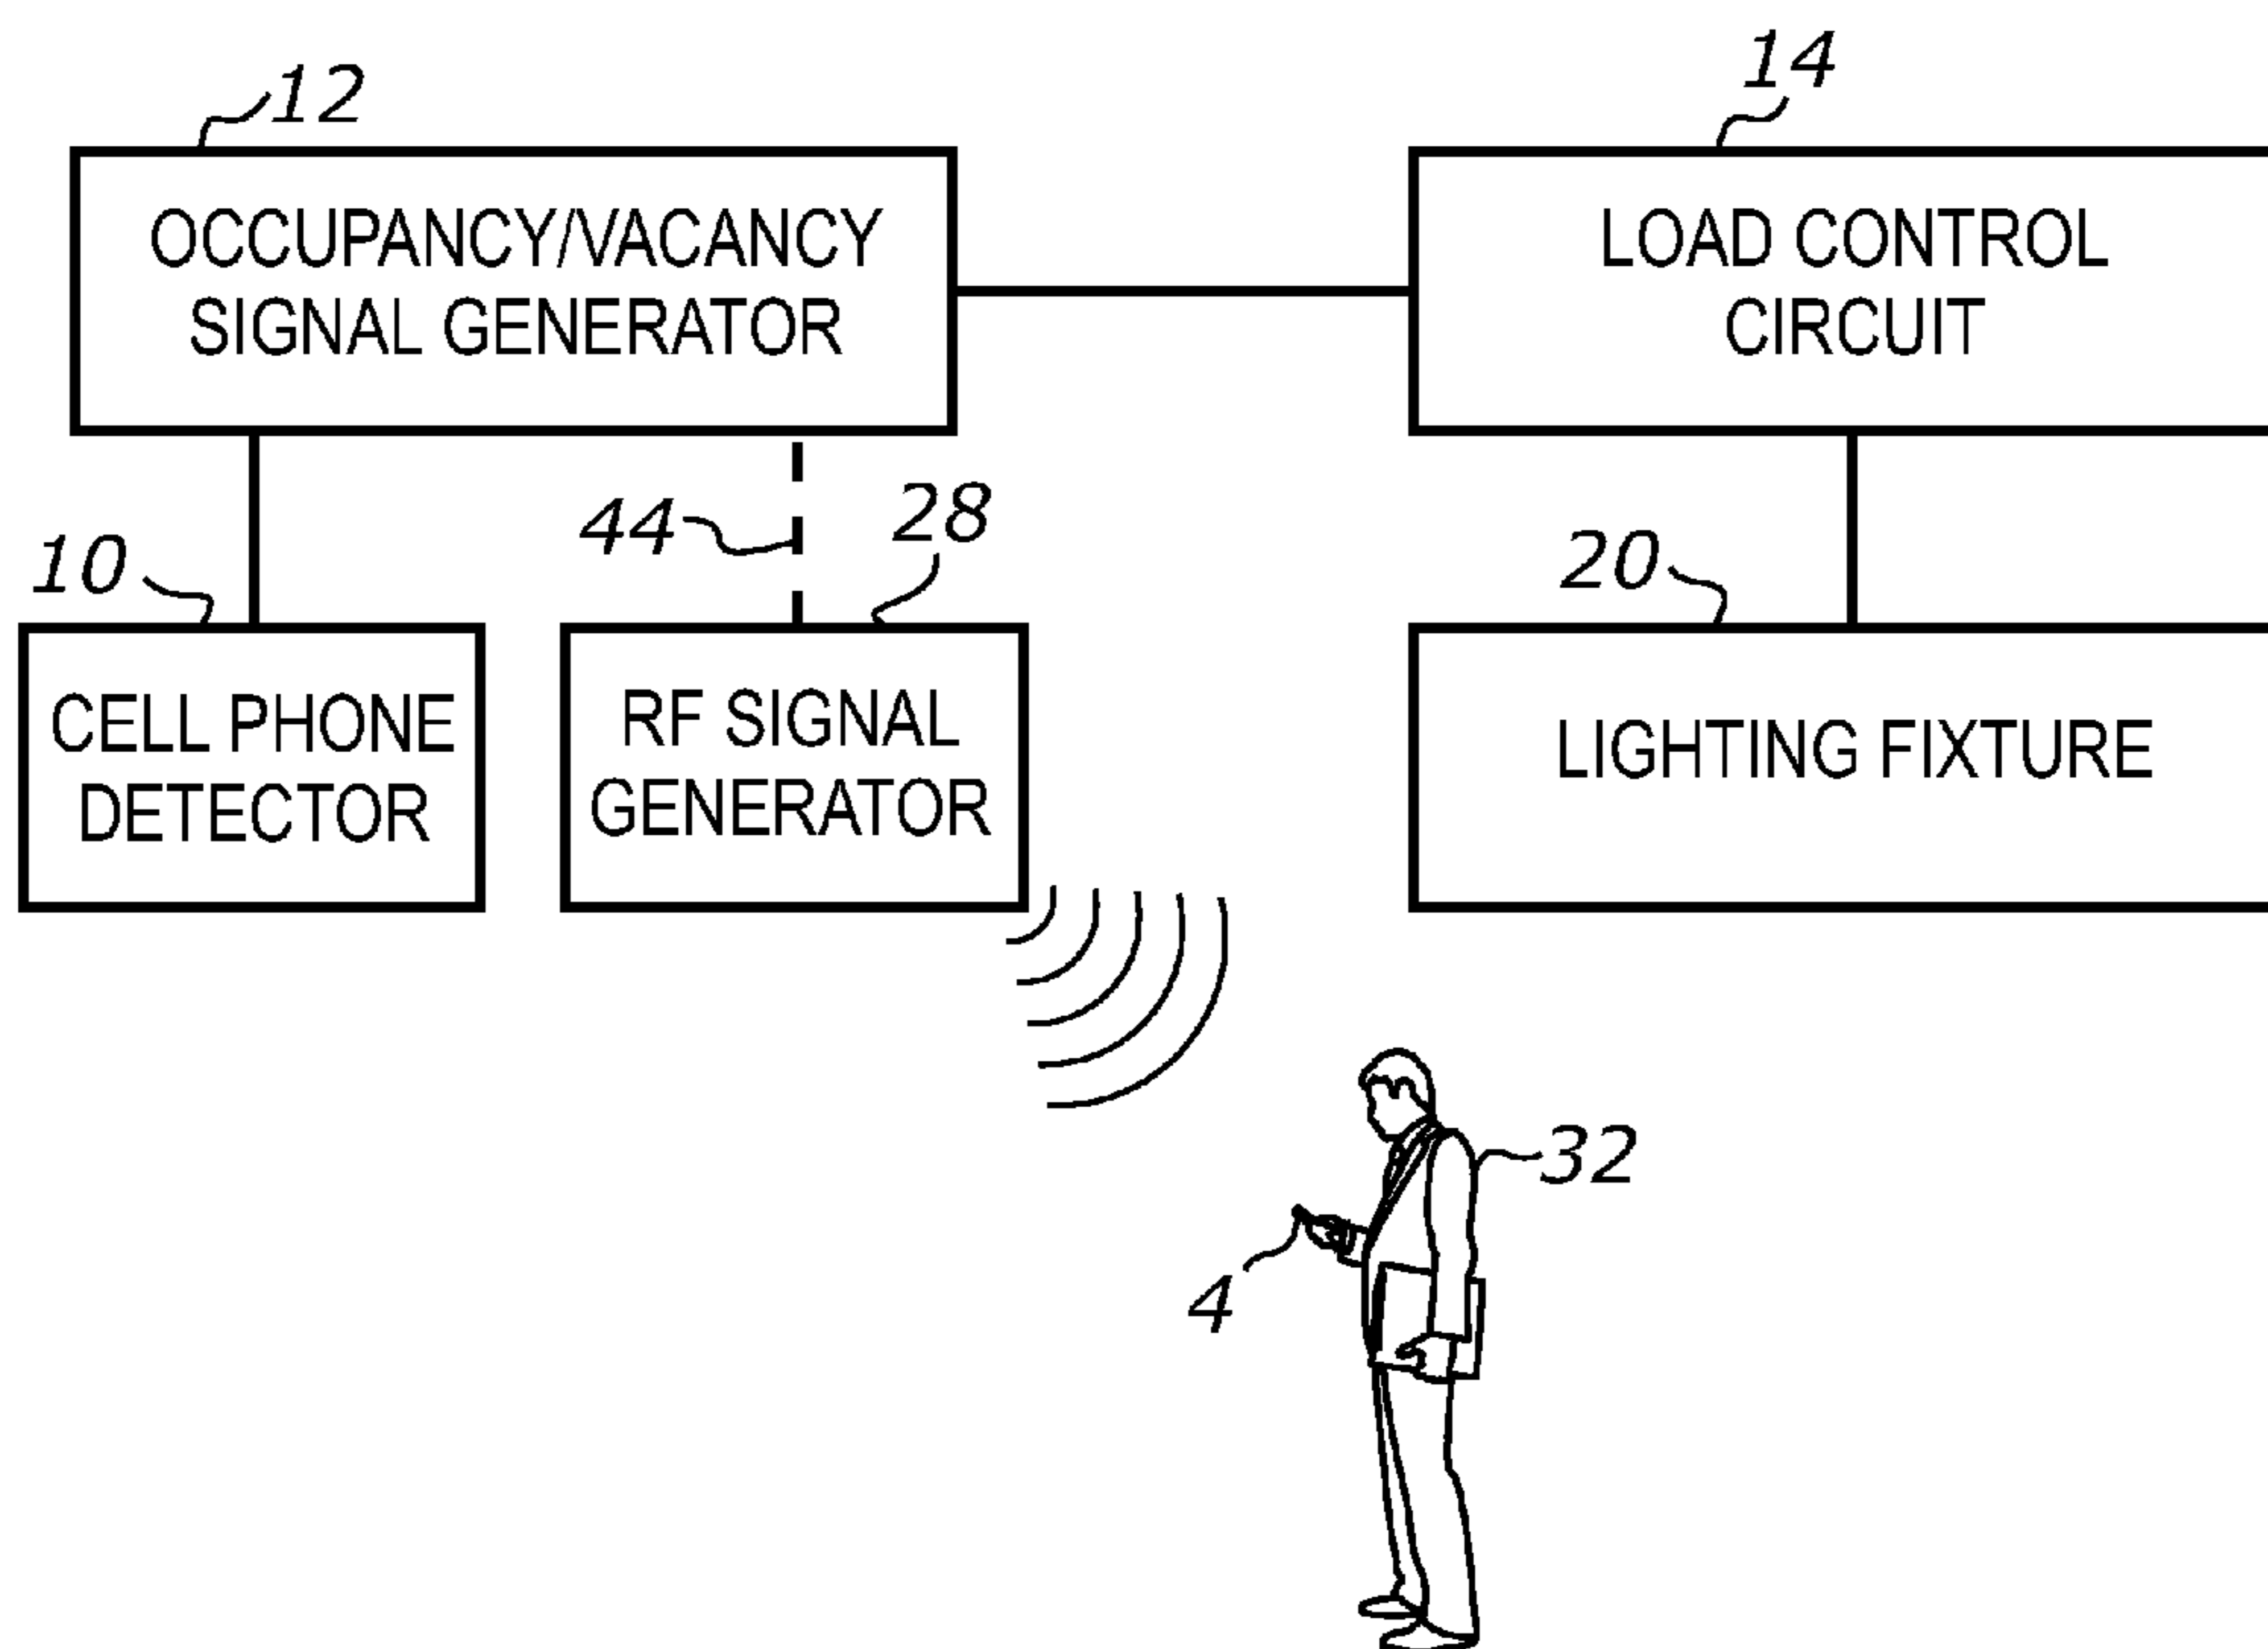 12
14
OCCUPANCY/VACANCY
SIGNAL GENERATOR
LOAD CONTROL
CIRCUIT
44
28
10
20
CELL PHONE
DETECTOR
RF SIGNAL
GENERATOR
LIGHTING FIXTURE
32
4